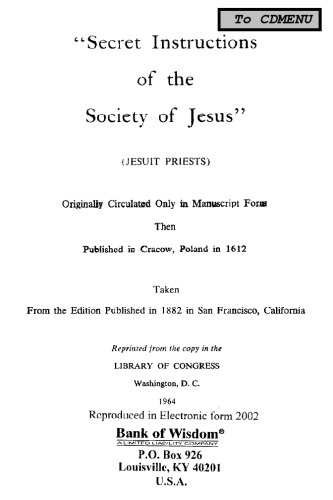 To CDMENU
“Secret Instructions
of the
Society of Jesus”
(JESUIT PRIESTS)
Originally Circulated Only in Manuscript Form
Then
Published in Cracow, Poland in 1612
Taken
From the Edition Published in 1882 in San Francisco, California
Reprinted from the copy in the
LIBRARY OF CONGRESS
Washington, D. C.
1964
Reproduced in Electronic form 2002
Bank of Wisdom®
A LIMITED LIABILITY COMPANY
P.O. Box 926
Louisville, KY 40201
U.S.A.